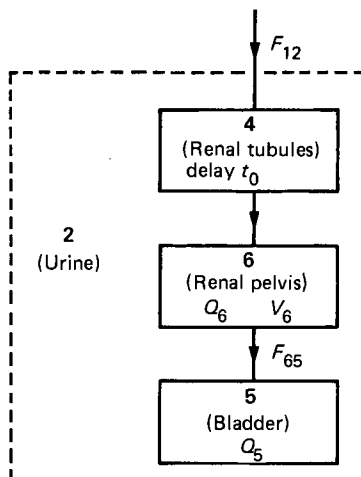 F12
4
(Renal tubules)
delay t0
2
(Urine)
6
(Renal pelvis)
Q6 V6
F65
5
(Bladder)
Q5